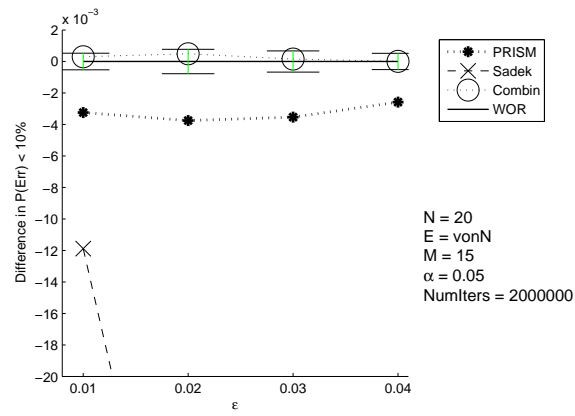 x 10⁻³
2
0
−2
−4
−6
−8
−10
−12
−14
−16
−18
−20
0.01
0.02
0.03
0.04
ε
Difference in P(Err) < 10%
PRISM
Sadek
Combin
WOR
N = 20
E = vonN
M = 15
α = 0.05
NumIters = 2000000